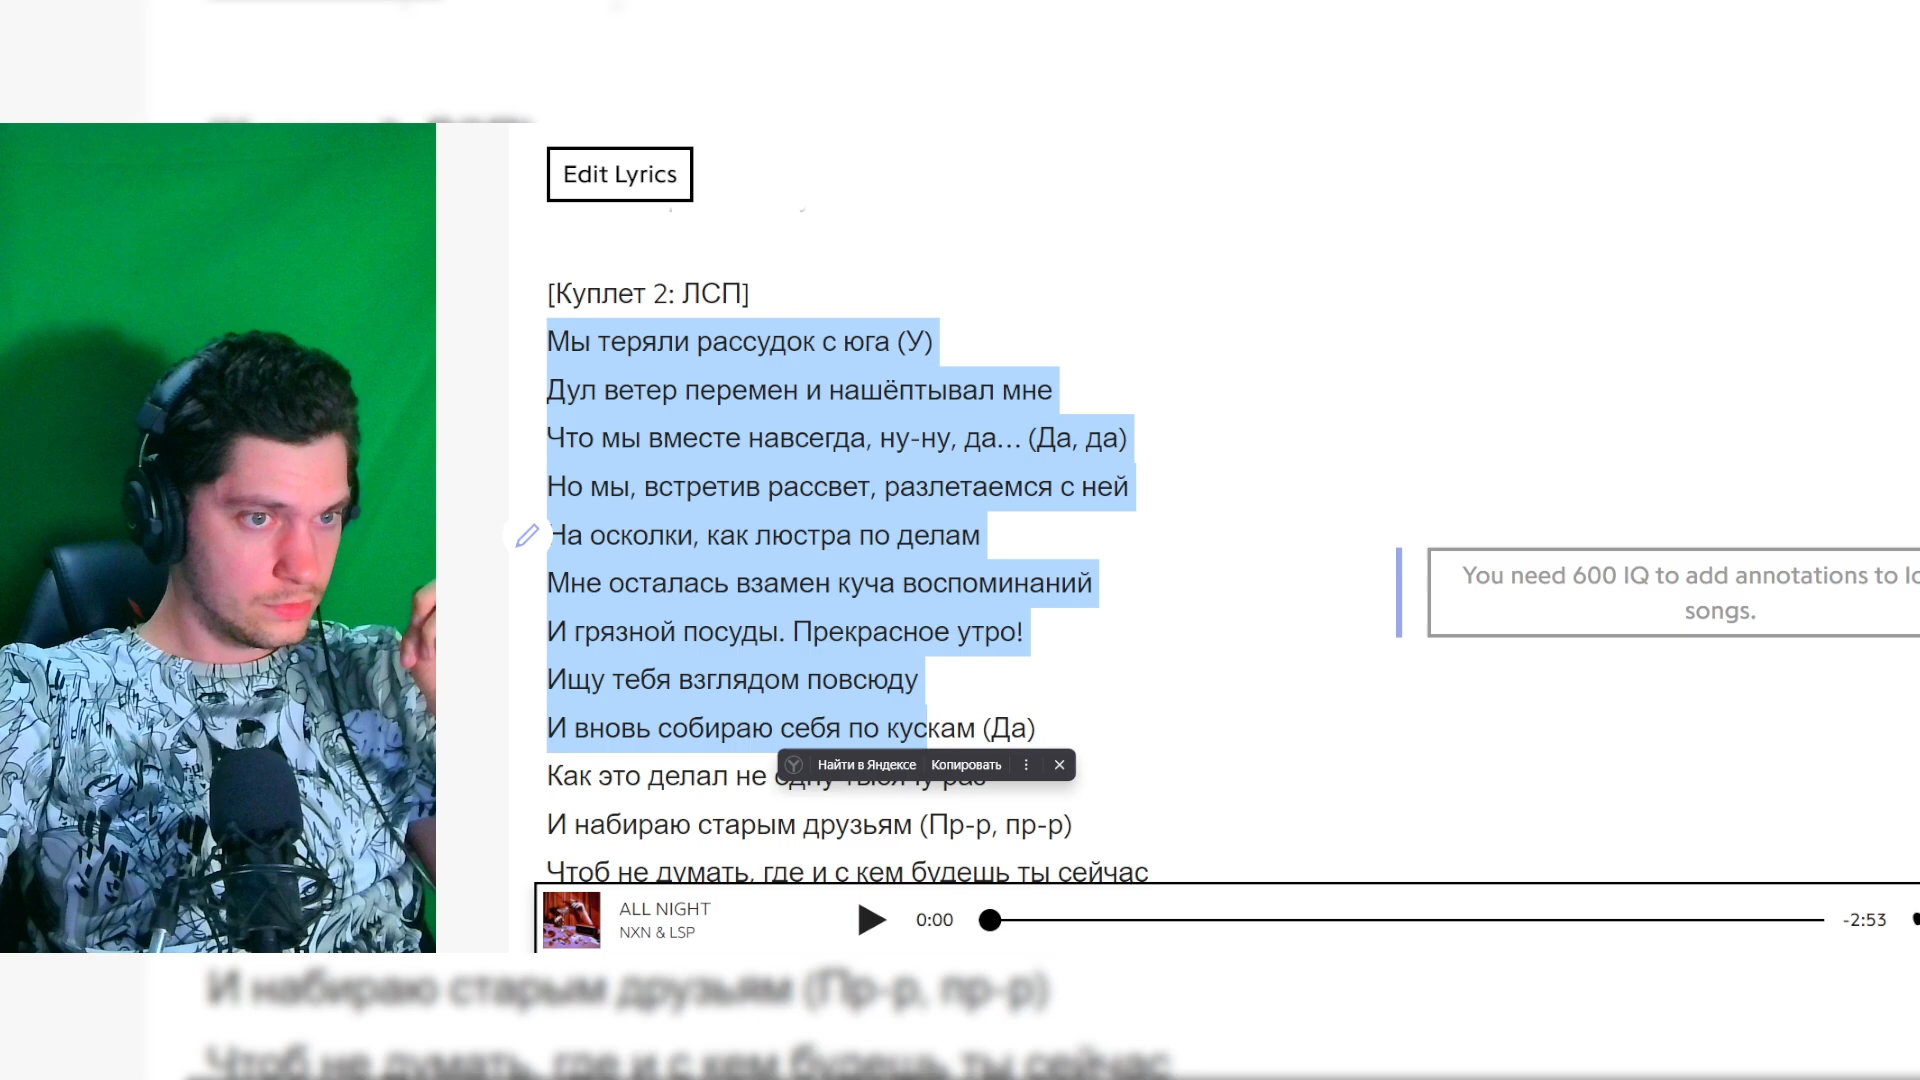 Edit Lyrics
[Куплет 2: ЛСП]
Мы теряли рассудок с юга (У)
Дул ветер перемен и нашёптывал мне
Что мы вместе навсегда, ну-ну, да… (Да, да)
Но мы, встретив рассвет, разлетаемся с ней
На осколки, как люстра по делам
Мне осталась взамен куча воспоминаний
И грязной посуды. Прекрасное утро!
Ищу тебя взглядом повсюду
И вновь собираю себя по кускам (Да)
Найти в Яндексе Копировать
Как это делал не
И набираю старым друзьям (Пр-р, пр-р)
Чтоб не думать, где и с кем будешь ты сейчас
You need 600 IQ to add annotations to
songs.
ALL NIGHT
NXN & LSP
0:00
-2:53
И набираю старым друзьям (Пр-р, пр-р)
Чтоб не думать, где и с кем будешь ты сейчас